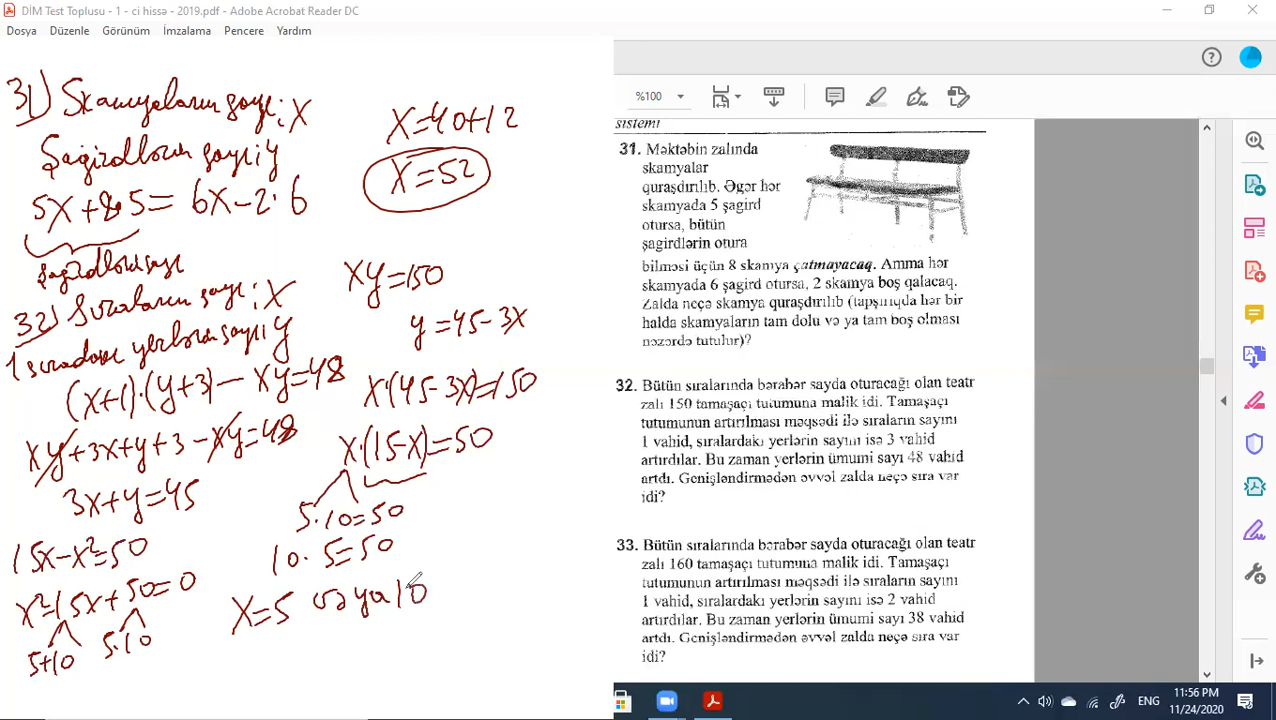 DİM Test Toplusu - 1 - ci hissə - 2019.pdf - Adobe Acrobat Reader DC
Dosya Düzenle Görünüm İmzalama Pencere Yardım
%100
31) Skamyaların sayı: X
Şagirdlərin sayı: y
5X + 8·5 = 6X - 2·6
şagirdlərin sayı
X = 40 + 12
X = 52
32) Sıraların sayı: X
1 sıradakı yerlərin sayı: y
(x+1)·(y+3) - xy = 48
xy + 3x + y + 3 - xy = 48
3x + y = 45
15x - x² = 50
x² - 15x + 50 = 0
5+10 5·10
xy = 150
y = 45 - 3x
x·(45 - 3x) = 150
x·(15 - x) = 50
5·10 = 50
10·5 = 50
X = 5 və ya 10
sistemi
31. Məktəbin zalında
skamyalar
quraşdırılıb. Əgər hər
skamyada 5 şagird
otursa, bütün
şagirdlərin otura
bilməsi üçün 8 skamya çatmayacaq. Amma hər
skamyada 6 şagird otursa, 2 skamya boş qalacaq.
Zalda neçə skamya quraşdırılıb (tapşırıqda hər bir
halda skamyaların tam dolu və ya tam boş olması
nəzərdə tutulur)?
32. Bütün sıralarında bərabər sayda oturacağı olan teatr
zalı 150 tamaşaçı tutumuna malik idi. Tamaşaçı
tutumunun artırılması məqsədi ilə sıraların sayını
1 vahid, sıralardakı yerlərin sayını isə 3 vahid
artırdılar. Bu zaman yerlərin ümumi sayı 48 vahid
artdı. Genişləndirmədən əvvəl zalda neçə sıra var
idi?
33. Bütün sıralarında bərabər sayda oturacağı olan teatr
zalı 160 tamaşaçı tutumuna malik idi. Tamaşaçı
tutumunun artırılması məqsədi ilə sıraların sayını
1 vahid, sıralardakı yerlərin sayını isə 2 vahid
artırdılar. Bu zaman yerlərin ümumi sayı 38 vahid
artdı. Genişləndirmədən əvvəl zalda neçə sıra var
idi?
ENG
11:56 PM
11/24/2020